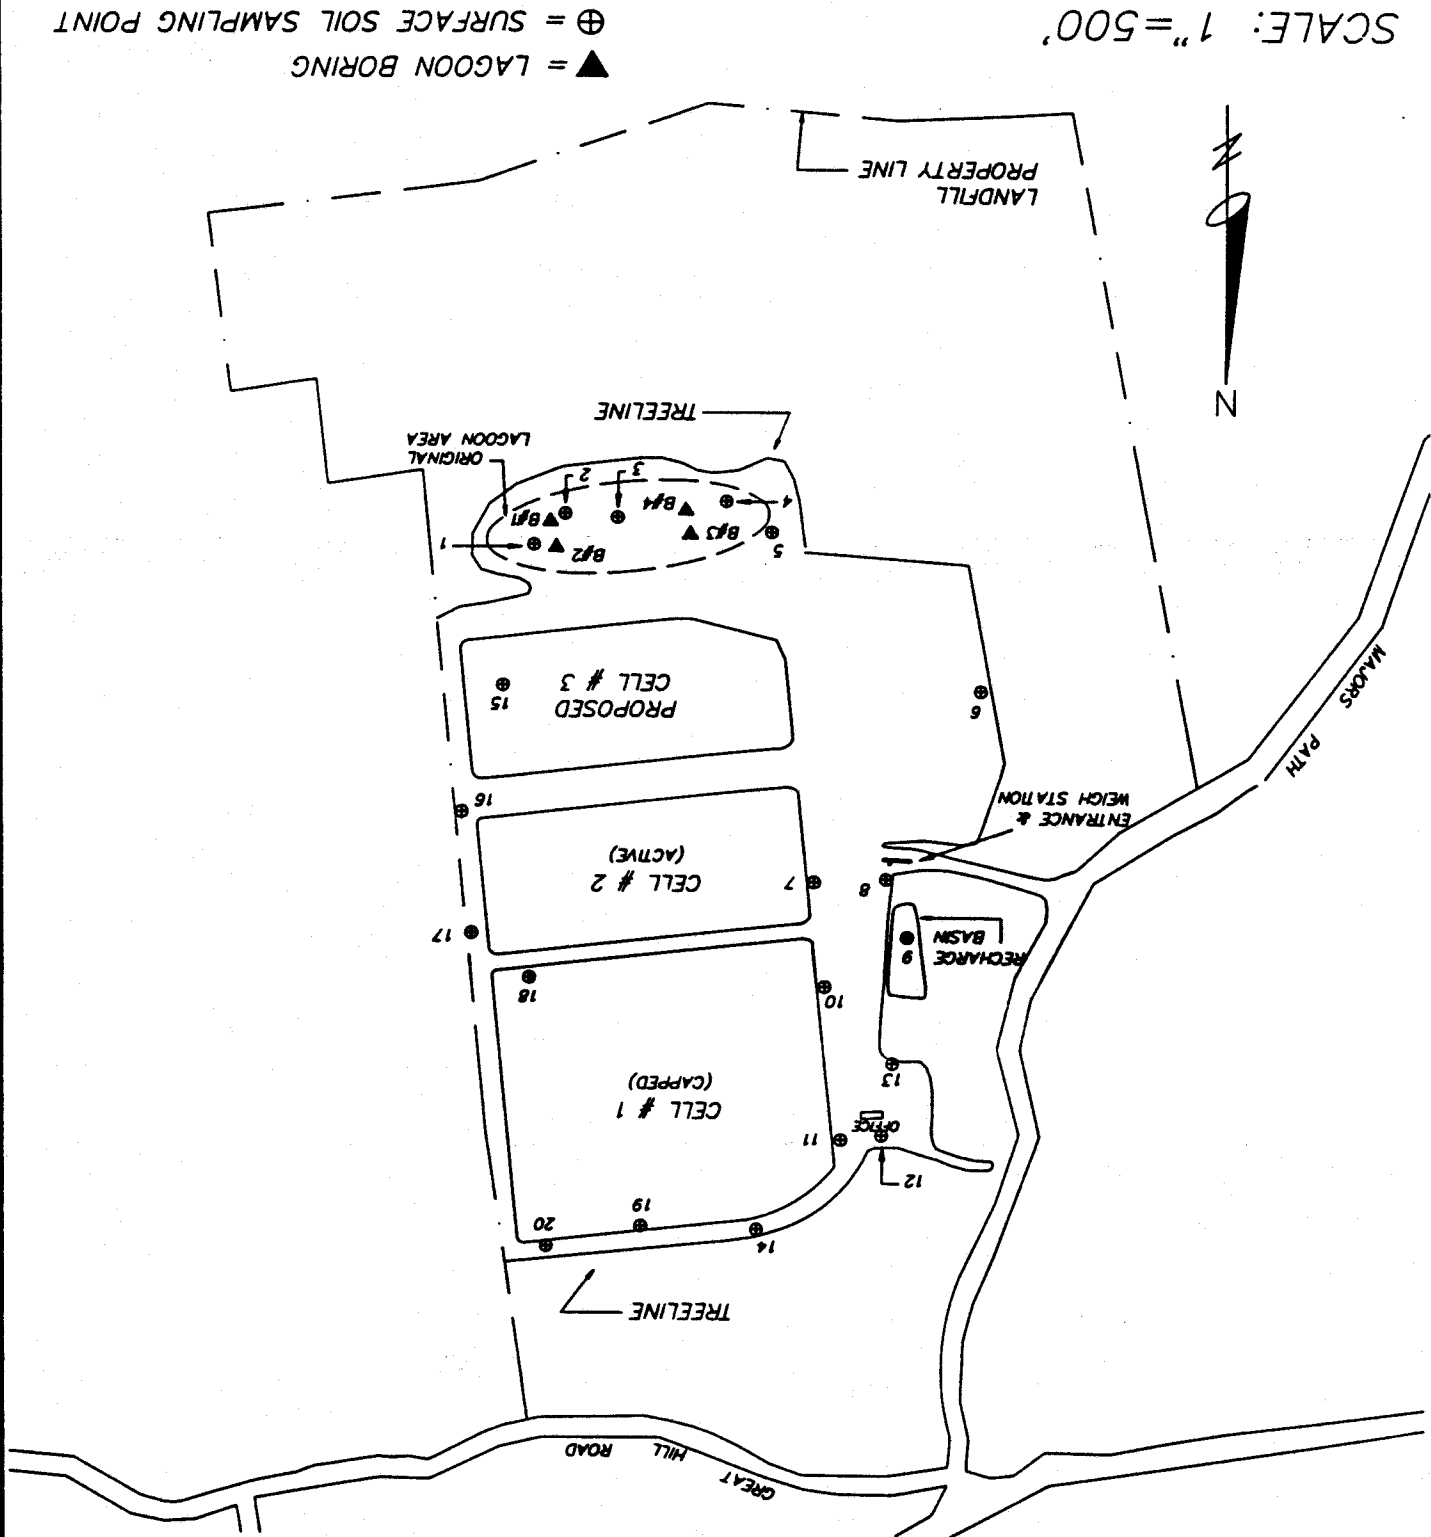 GREAT
HILL
ROAD
TREELINE
20
19
14
12
OFFICE
11
13
CELL # 1
(CAPPED)
10
18
RECHARGE
BASIN
9
17
8
7
CELL # 2
(ACTIVE)
ENTRANCE &
WEIGH STATION
16
MAJORS
PATH
6
PROPOSED
CELL # 3
15
1
B#2
B#1
2
3
B#4
B#3
4
5
ORIGINAL
LAGOON AREA
TREELINE
N
LANDFILL
PROPERTY LINE
SCALE: 1"=500'
▲ = LAGOON BORING
⊕ = SURFACE SOIL SAMPLING POINT